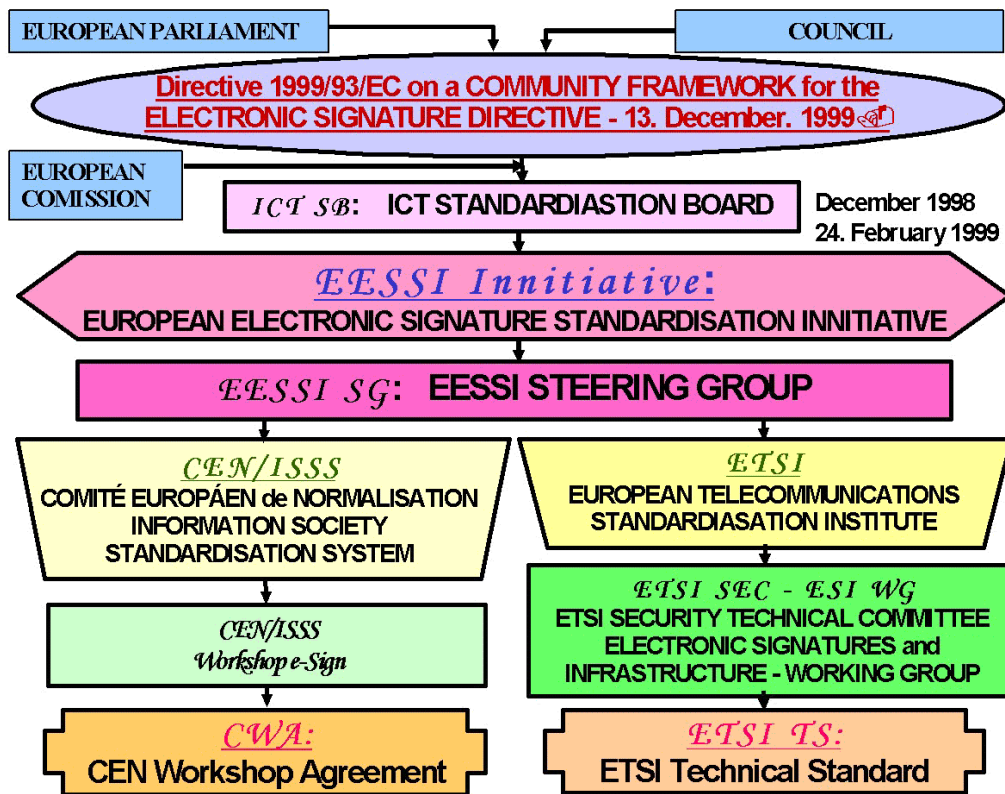 EUROPEAN PARLIAMENT
COUNCIL
Directive 1999/93/EC on a COMMUNITY FRAMEWORK for the
ELECTRONIC SIGNATURE DIRECTIVE - 13. December. 1999
EUROPEAN
COMISSION
ICT SB: ICT STANDARDIASTION BOARD
December 1998
24. February 1999
EESSI Innitiative:
EUROPEAN ELECTRONIC SIGNATURE STANDARDISATION INNITIATIVE
EESSI SG: EESSI STEERING GROUP
CEN/ISSS
COMITÉ EUROPÁEN de NORMALISATION
INFORMATION SOCIETY
STANDARDISATION SYSTEM
ETSI
EUROPEAN TELECOMMUNICATIONS
STANDARDIASATION INSTITUTE
CEN/ISSS
Workshop e-Sign
ETSI SEC - ESI WG
ETSI SECURITY TECHNICAL COMMITTEE
ELECTRONIC SIGNATURES and
INFRASTRUCTURE - WORKING GROUP
CWA:
CEN Workshop Agreement
ETSI TS:
ETSI Technical Standard